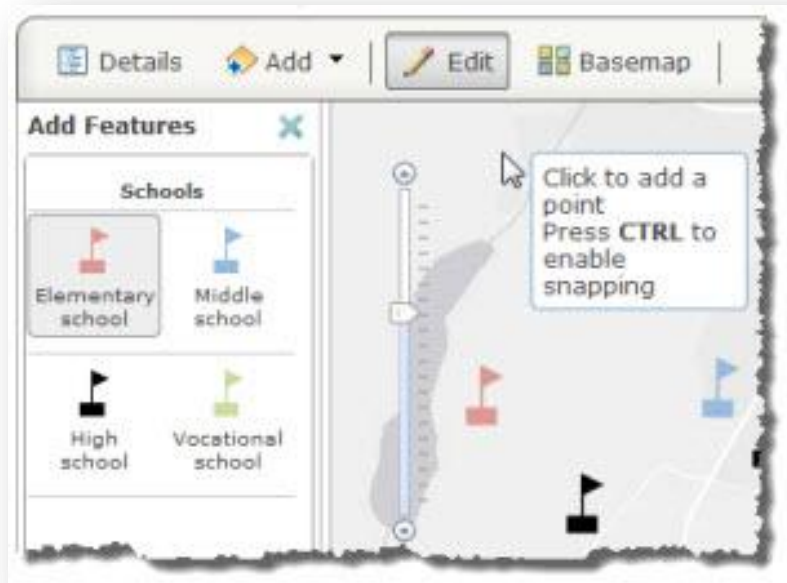 Details Add Edit Basemap
Add Features
Schools
Elementary
school
Middle
school
High
school
Vocational
school
Click to add a
point
Press CTRL to
enable
snapping